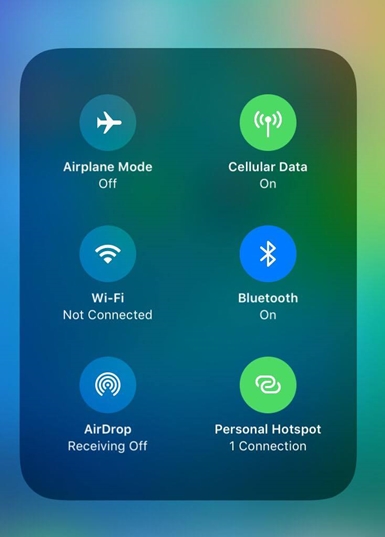 Airplane Mode
Off
Cellular Data
On
Wi-Fi
Not Connected
Bluetooth
On
AirDrop
Receiving Off
Personal Hotspot
1 Connection